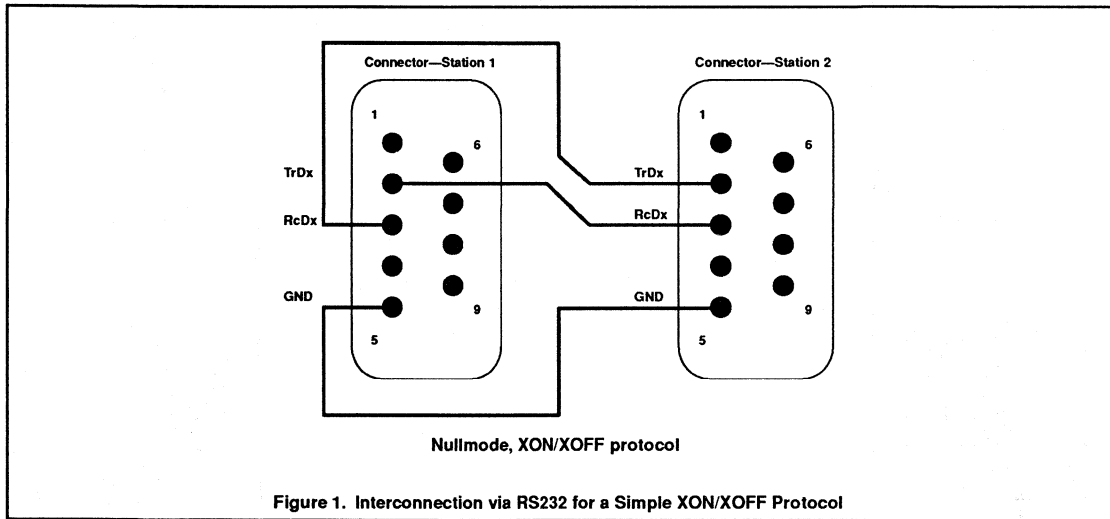 Connector—Station 1
Connector—Station 2
1
6
1
6
TrDx
TrDx
RcDx
RcDx
GND
GND
9
9
5
5
Nullmode, XON/XOFF protocol
Figure 1. Interconnection via RS232 for a Simple XON/XOFF Protocol